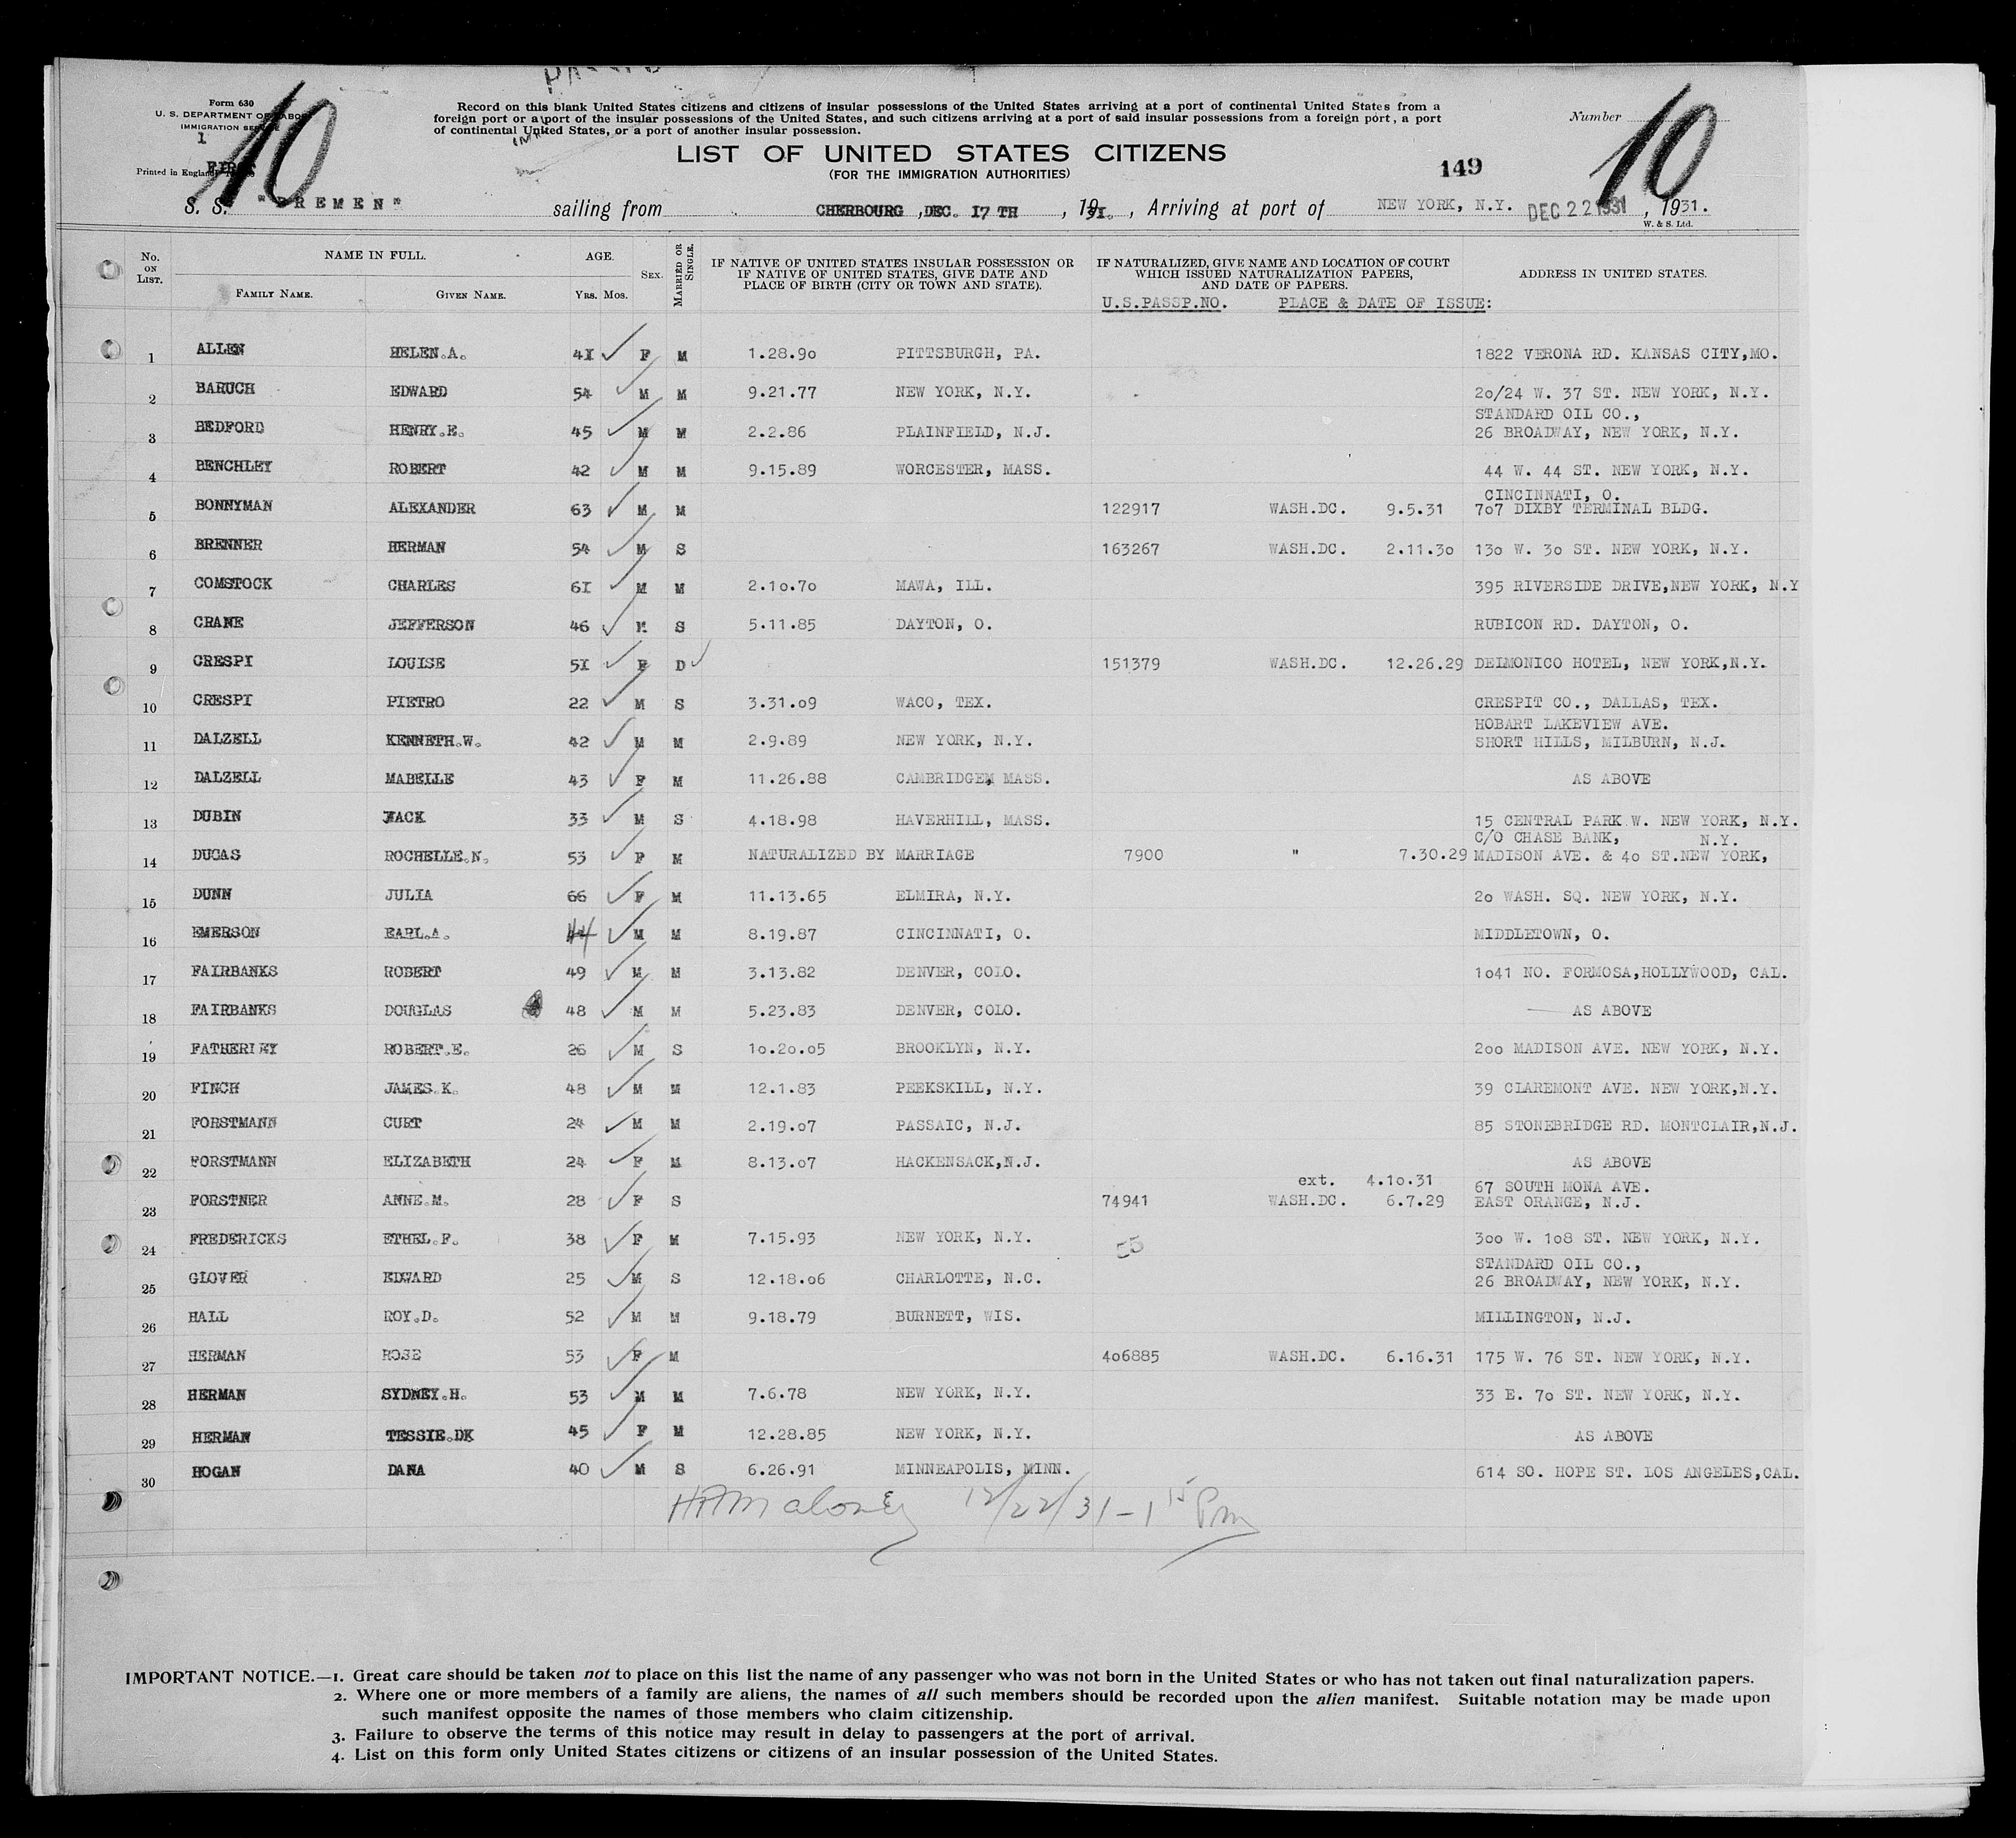 Form 630
U. S. DEPARTMENT OF LABOR
IMMIGRATION SERVICE
1
FIRST
Printed in England
10
Record on this blank United States citizens and citizens of insular possessions of the United States arriving at a port of continental United States from a
foreign port or a port of the insular possessions of the United States, and such citizens arriving at a port of said insular possessions from a foreign port, a port
of continental United States, or a port of another insular possession.
Number
10
LIST OF UNITED STATES CITIZENS
(FOR THE IMMIGRATION AUTHORITIES)
149
S. S. "BREMEN" sailing from CHERBOURG ,DEC. 17 TH , 1931. , Arriving at port of NEW YORK, N.Y. DEC 22 1931 , 1931.
W. & S. Ltd.
No. ON LIST. NAME IN FULL. FAMILY NAME. GIVEN NAME. AGE. Yrs. Mos. SEX. MARRIED OR SINGLE.
IF NATIVE OF UNITED STATES INSULAR POSSESSION OR
IF NATIVE OF UNITED STATES, GIVE DATE AND
PLACE OF BIRTH (CITY OR TOWN AND STATE).
IF NATURALIZED, GIVE NAME AND LOCATION OF COURT
WHICH ISSUED NATURALIZATION PAPERS,
AND DATE OF PAPERS.
U.S.PASSP.NO. PLACE & DATE OF ISSUE:
ADDRESS IN UNITED STATES.
1 ALLEN HELEN.A. 41 F M 1.28.90 PITTSBURGH, PA. 1822 VERONA RD. KANSAS CITY,MO.
2 BARUCH EDWARD 54 M M 9.21.77 NEW YORK, N.Y. 20/24 W. 37 ST. NEW YORK, N.Y.
STANDARD OIL CO.,
3 BEDFORD HENRY.E. 45 M M 2.2.86 PLAINFIELD, N.J. 26 BROADWAY, NEW YORK, N.Y.
4 BENCHLEY ROBERT 42 M M 9.15.89 WORCESTER, MASS. 44 W. 44 ST. NEW YORK, N.Y.
CINCINNATI, O.
5 BONNYMAN ALEXANDER 63 M M 122917 WASH.DC. 9.5.31 707 DIXBY TERMINAL BLDG.
6 BRENNER HERMAN 54 M S 163267 WASH.DC. 2.11.30 130 W. 30 ST. NEW YORK, N.Y.
7 COMSTOCK CHARLES 61 M M 2.10.70 MAWA, ILL. 395 RIVERSIDE DRIVE,NEW YORK, N.Y
8 CRANE JEFFERSON 46 M S 5.11.85 DAYTON, O. RUBICON RD. DAYTON, O.
9 CRESPI LOUISE 51 F D 151379 WASH.DC. 12.26.29 DELMONICO HOTEL, NEW YORK,N.Y.
10 CRESPI PIETRO 22 M S 3.31.09 WACO, TEX. CRESPIT CO., DALLAS, TEX.
HOBART LAKEVIEW AVE.
11 DALZELL KENNETH.W. 42 M M 2.9.89 NEW YORK, N.Y. SHORT HILLS, MILBURN, N.J.
12 DALZELL MABELLE 43 F M 11.26.88 CAMBRIDGEM, MASS. AS ABOVE
13 DUBIN JACK 33 M S 4.18.98 HAVERHILL, MASS. 15 CENTRAL PARK W. NEW YORK, N.Y.
C/O CHASE BANK, N.Y.
14 DUGAS ROCHELLE.N. 53 F M NATURALIZED BY MARRIAGE 7900 " 7.30.29 MADISON AVE. & 40 ST.NEW YORK,
15 DUNN JULIA 66 F M 11.13.65 ELMIRA, N.Y. 20 WASH. SQ. NEW YORK, N.Y.
16 EMERSON EARL.A. 44 M M 8.19.87 CINCINNATI, O. MIDDLETOWN, O.
17 FAIRBANKS ROBERT 49 M M 3.13.82 DENVER, COLO. 1041 NO. FORMOSA,HOLLYWOOD, CAL.
18 FAIRBANKS DOUGLAS 48 M M 5.23.83 DENVER, COLO. AS ABOVE
19 FATHERLEY ROBERT.E. 26 M S 10.20.05 BROOKLYN, N.Y. 200 MADISON AVE. NEW YORK, N.Y.
20 FINCH JAMES.K. 48 M M 12.1.83 PEEKSKILL, N.Y. 39 CLAREMONT AVE. NEW YORK,N.Y.
21 FORSTMANN CURT 24 M M 2.19.07 PASSAIC, N.J. 85 STONEBRIDGE RD. MONTCLAIR,N.J.
22 FORSTMANN ELIZABETH 24 F M 8.13.07 HACKENSACK,N.J. AS ABOVE
ext. 4.10.31 67 SOUTH MONA AVE.
23 FORSTNER ANNE.M. 28 F S 74941 WASH.DC. 6.7.29 EAST ORANGE, N.J.
24 FREDERICKS ETHEL.F. 38 F M 7.15.93 NEW YORK, N.Y. 55 300 W. 108 ST. NEW YORK, N.Y.
STANDARD OIL CO.,
25 GLOVER EDWARD 25 M S 12.18.06 CHARLOTTE, N.C. 26 BROADWAY, NEW YORK, N.Y.
26 HALL ROY.D. 52 M M 9.18.79 BURNETT, WIS. MILLINGTON, N.J.
27 HERMAN ROSE 53 F M 406885 WASH.DC. 6.16.31 175 W. 76 ST. NEW YORK, N.Y.
28 HERMAN SYDNEY.H. 53 M M 7.6.78 NEW YORK, N.Y. 33 E. 70 ST. NEW YORK, N.Y.
29 HERMAN TESSIE.DK 45 F M 12.28.85 NEW YORK, N.Y. AS ABOVE
30 HOGAN DANA 40 M S 6.26.91 MINNEAPOLIS, MINN. 614 SO. HOPE ST. LOS ANGELES,CAL.
Maloney 12/22/31 - 1 15 Pm
IMPORTANT NOTICE.—1. Great care should be taken not to place on this list the name of any passenger who was not born in the United States or who has not taken out final naturalization papers.
2. Where one or more members of a family are aliens, the names of all such members should be recorded upon the alien manifest. Suitable notation may be made upon
such manifest opposite the names of those members who claim citizenship.
3. Failure to observe the terms of this notice may result in delay to passengers at the port of arrival.
4. List on this form only United States citizens or citizens of an insular possession of the United States.